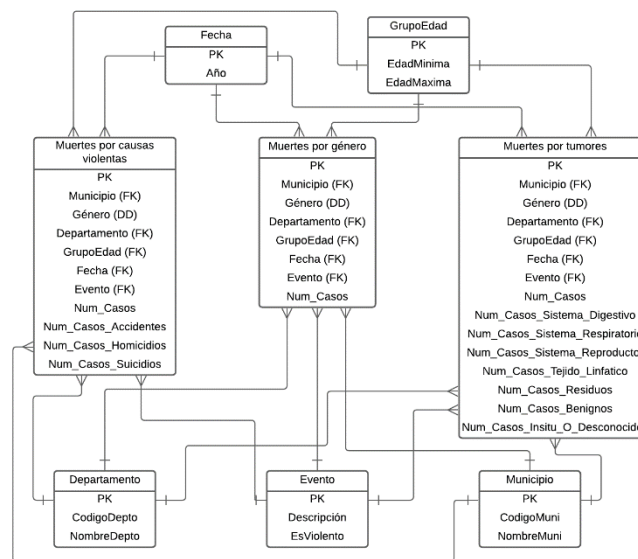 Fecha
PK
Año
GrupoEdad
PK
EdadMinima
EdadMaxima
Muertes por causas
violentas
PK
Municipio (FK)
Género (DD)
Departamento (FK)
GrupoEdad (FK)
Fecha (FK)
Evento (FK)
Num_Casos
Num_Casos_Accidentes
Num_Casos_Homicidios
Num_Casos_Suicidios
Muertes por género
PK
Municipio (FK)
Género (DD)
Departamento (FK)
GrupoEdad (FK)
Fecha (FK)
Evento (FK)
Num_Casos
Muertes por tumores
PK
Municipio (FK)
Género (DD)
Departamento (FK)
GrupoEdad (FK)
Fecha (FK)
Evento (FK)
Num_Casos
Num_Casos_Sistema_Digestivo
Num_Casos_Sistema_Respiratorio
Num_Casos_Sistema_Reproducto
Num_Casos_Tejido_Linfatico
Num_Casos_Residuos
Num_Casos_Benignos
Num_Casos_Insitu_O_Desconocido
Departamento
PK
CodigoDepto
NombreDepto
Evento
PK
Descripción
EsViolento
Municipio
PK
CodigoMuni
NombreMuni